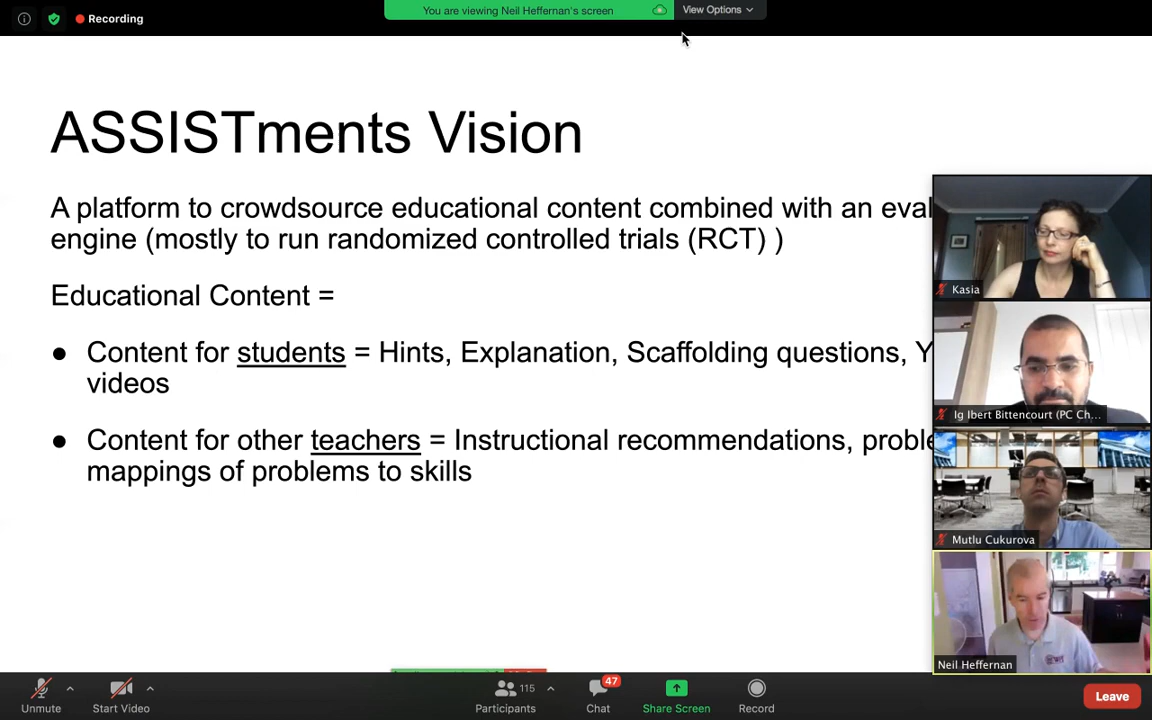 Recording
You are viewing Neil Heffernan's screen
View Options
ASSISTments Vision
A platform to crowdsource educational content combined with an eval
engine (mostly to run randomized controlled trials (RCT) )
Educational Content =
● Content for students = Hints, Explanation, Scaffolding questions, Y
videos
● Content for other teachers = Instructional recommendations, proble
mappings of problems to skills
Kasia
Ig Ibert Bittencourt (PC Ch...
Mutlu Cukurova
Neil Heffernan
Unmute
Start Video
115
Participants
47
Chat
Share Screen
Record
Leave